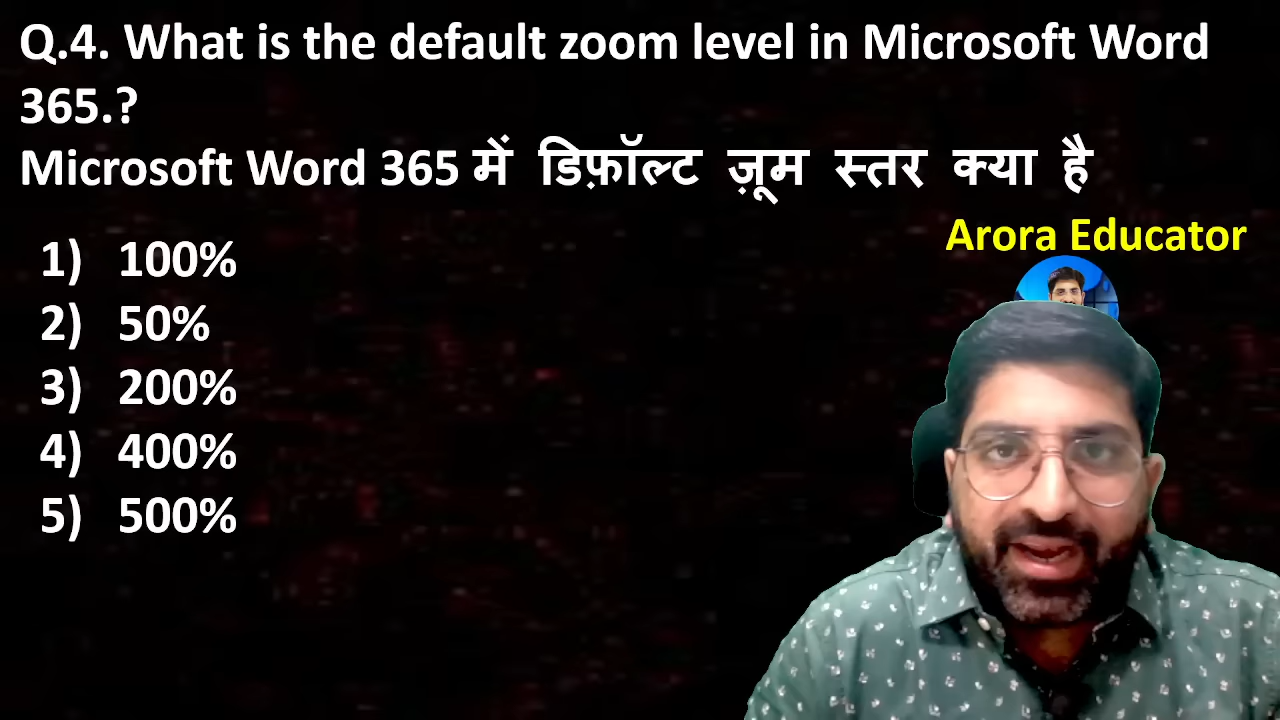 Q.4. What is the default zoom level in Microsoft Word
365.?
Microsoft Word 365 में डिफ़ॉल्ट ज़ूम स्तर क्या है
Arora Educator
1) 100%
2) 50%
3) 200%
4) 400%
5) 500%